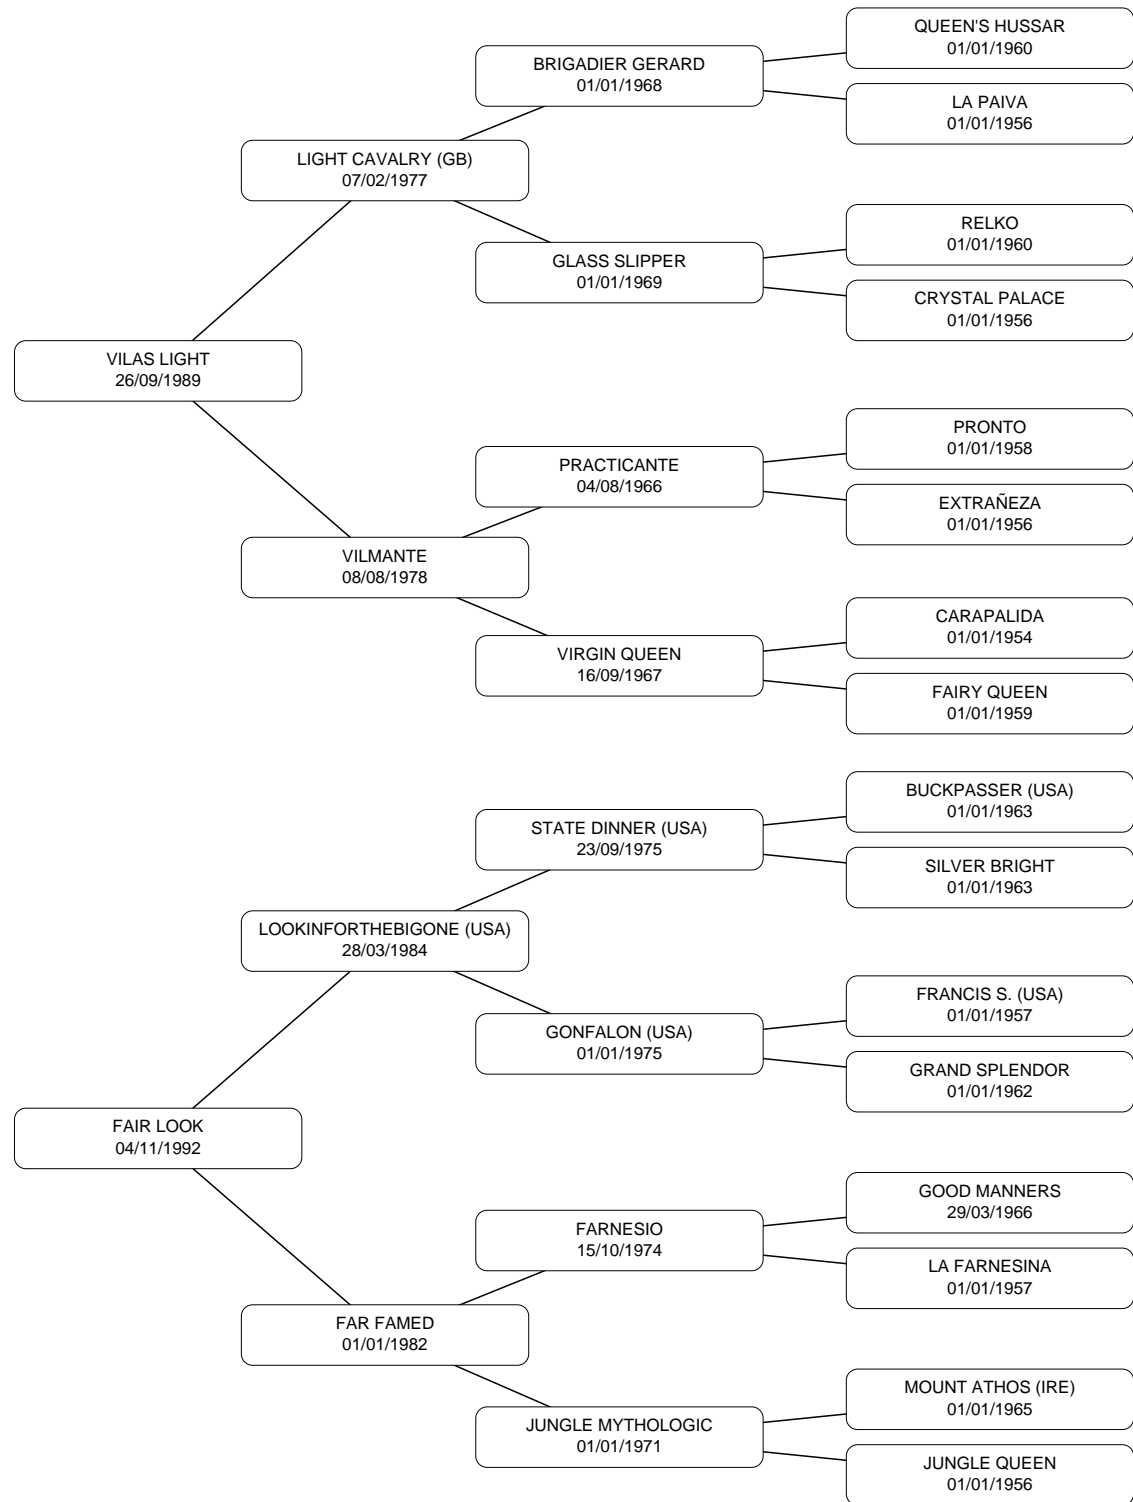 QUEEN'S HUSSAR
01/01/1960
BRIGADIER GERARD
01/01/1968
LA PAIVA
01/01/1956
LIGHT CAVALRY (GB)
07/02/1977
RELKO
01/01/1960
GLASS SLIPPER
01/01/1969
CRYSTAL PALACE
01/01/1956
VILAS LIGHT
26/09/1989
PRONTO
01/01/1958
PRACTICANTE
04/08/1966
EXTRAÑEZA
01/01/1956
VILMANTE
08/08/1978
CARAPALIDA
01/01/1954
VIRGIN QUEEN
16/09/1967
FAIRY QUEEN
01/01/1959
BUCKPASSER (USA)
01/01/1963
STATE DINNER (USA)
23/09/1975
SILVER BRIGHT
01/01/1963
LOOKINFORTHEBIGONE (USA)
28/03/1984
FRANCIS S. (USA)
01/01/1957
GONFALON (USA)
01/01/1975
GRAND SPLENDOR
01/01/1962
FAIR LOOK
04/11/1992
GOOD MANNERS
29/03/1966
FARNESIO
15/10/1974
LA FARNESINA
01/01/1957
FAR FAMED
01/01/1982
MOUNT ATHOS (IRE)
01/01/1965
JUNGLE MYTHOLOGIC
01/01/1971
JUNGLE QUEEN
01/01/1956